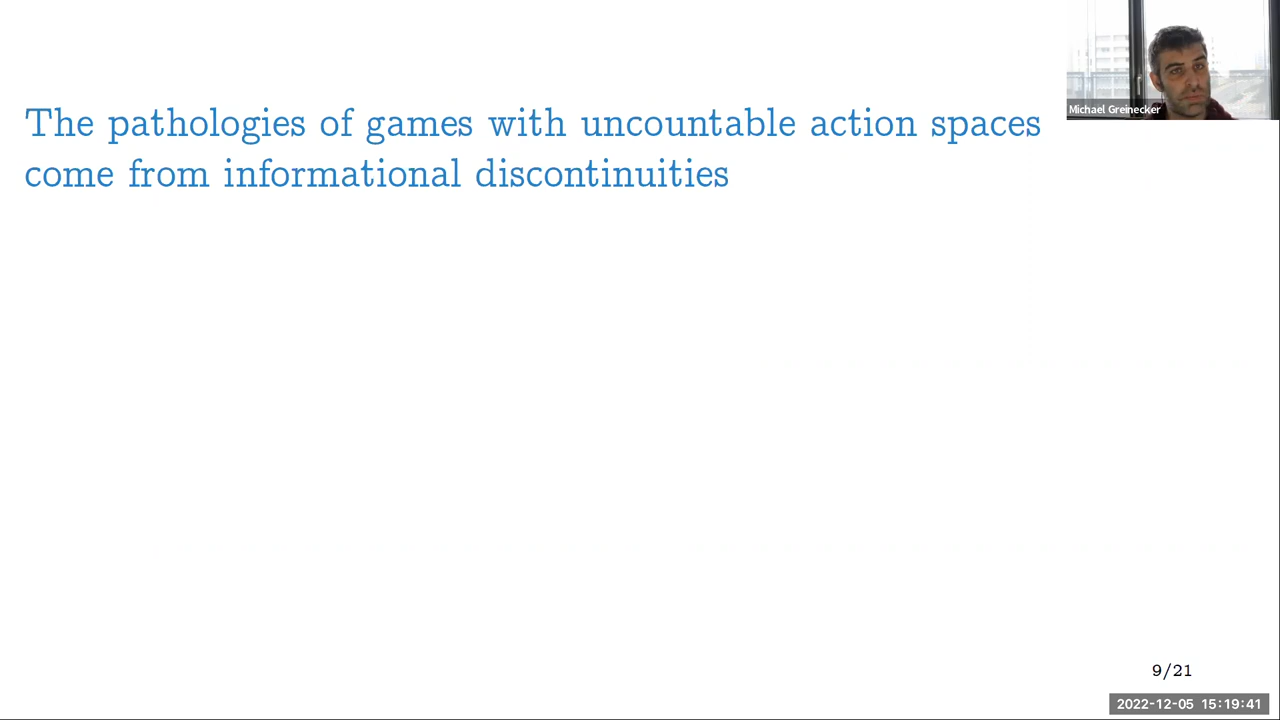 The pathologies of games with uncountable action spaces
come from informational discontinuities
Michael Greinecker
9/21
2022-12-05 15:19:41